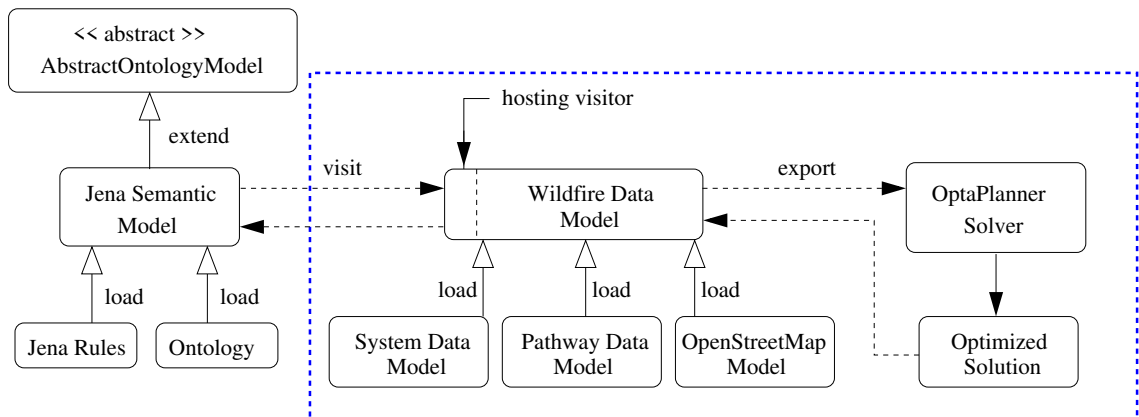 << abstract >>
AbstractOntologyModel
extend
hosting visitor
visit
export
Jena Semantic
Model
Wildfire Data
Model
OptaPlanner
Solver
load
load
load
load
load
Jena Rules
Ontology
System Data
Model
Pathway Data
Model
OpenStreetMap
Model
Optimized
Solution